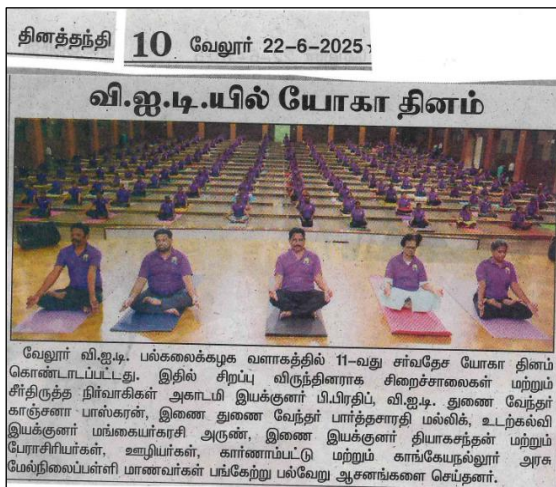 தினத்தந்தி 10 வேலூர் 22-6-2025
வி.ஐ.டி.யில் யோகா தினம்
வேலூர் வி.ஐ.டி. பல்கலைக்கழக வளாகத்தில் 11-வது சர்வதேச யோகா தினம்
கொண்டாடப்பட்டது. இதில் சிறப்பு விருந்தினராக சிறைச்சாலைகள் மற்றும்
சீர்திருத்த நிர்வாகிகள் அகாடமி இயக்குனர் பி.பிரதிப், வி.ஐ.டி. துணை வேந்தர்
காஞ்சனா பாஸ்கரன், இணை துணை வேந்தர் பார்த்தசாரதி மல்லிக், உடற்கல்வி
இயக்குனர் மங்கையர்கரசி அருண், இணை இயக்குனர் தியாகசந்தன் மற்றும்
பேராசிரியர்கள், ஊழியர்கள், கார்ணாம்பட்டு மற்றும் காங்கேயநல்லூர் அரசு
மேல்நிலைப்பள்ளி மாணவர்கள் பங்கேற்று பல்வேறு ஆசனங்களை செய்தனர்.